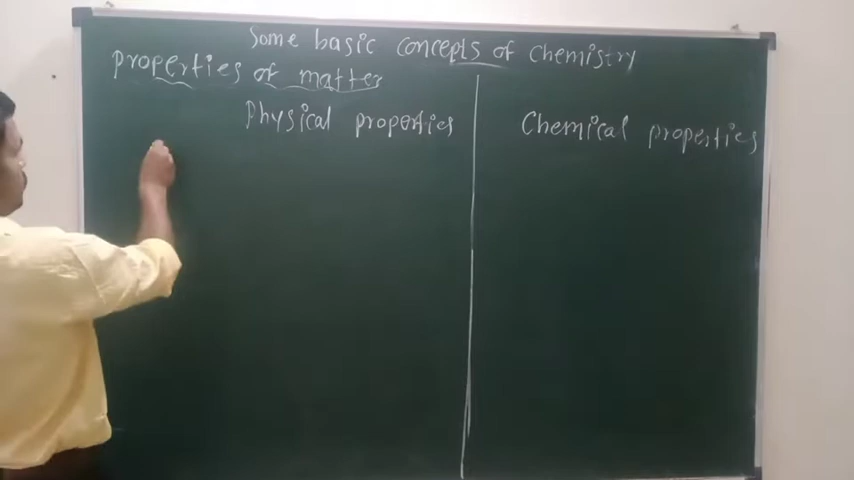 Some basic concepts of chemistry
properties of matter
Physical properties
Chemical properties